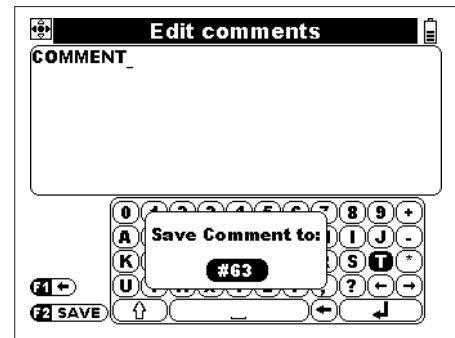 Edit comments
COMMENT_
0 8 9 +
A Save Comment to: I J -
K #63 S T *
F1 ← U ? ← →
F2 SAVE ←